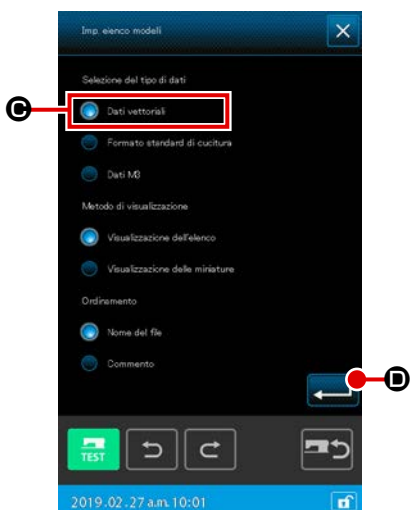 Imp. elenco modelli
Selezione del tipo di dati
C
Dati vettoriali
Formato standard di cucitura
Dati M3
Metodo di visualizzazione
Visualizzazione dell'elenco
Visualizzazione delle miniature
Ordinamento
Nome del file
Commento
D
TEST
2019.02.27 a.m. 10:01